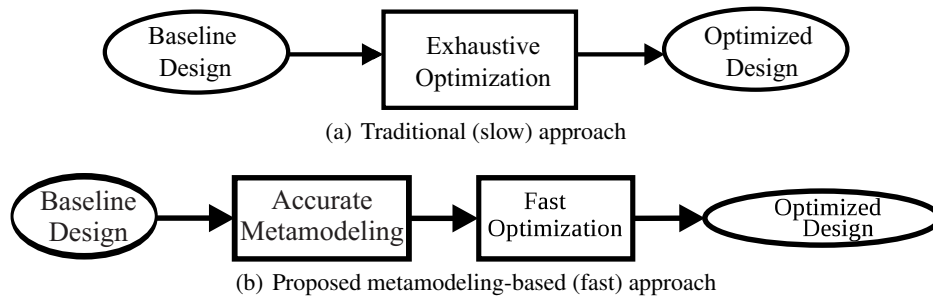 Baseline
Design
Exhaustive
Optimization
Optimized
Design
(a) Traditional (slow) approach
Baseline
Design
Accurate
Metamodeling
Fast
Optimization
Optimized
Design
(b) Proposed metamodeling-based (fast) approach